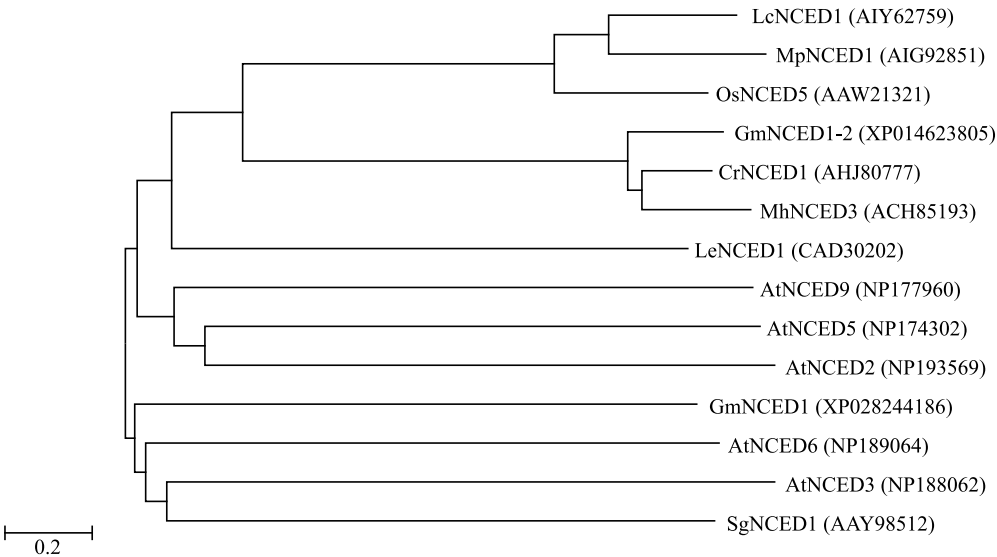 LcNCED1 (AIY62759)
MpNCED1 (AIG92851)
OsNCED5 (AAW21321)
GmNCED1-2 (XP014623805)
CrNCED1 (AHJ80777)
MhNCED3 (ACH85193)
LeNCED1 (CAD30202)
AtNCED9 (NP177960)
AtNCED5 (NP174302)
AtNCED2 (NP193569)
GmNCED1 (XP028244186)
AtNCED6 (NP189064)
AtNCED3 (NP188062)
SgNCED1 (AAY98512)
0.2